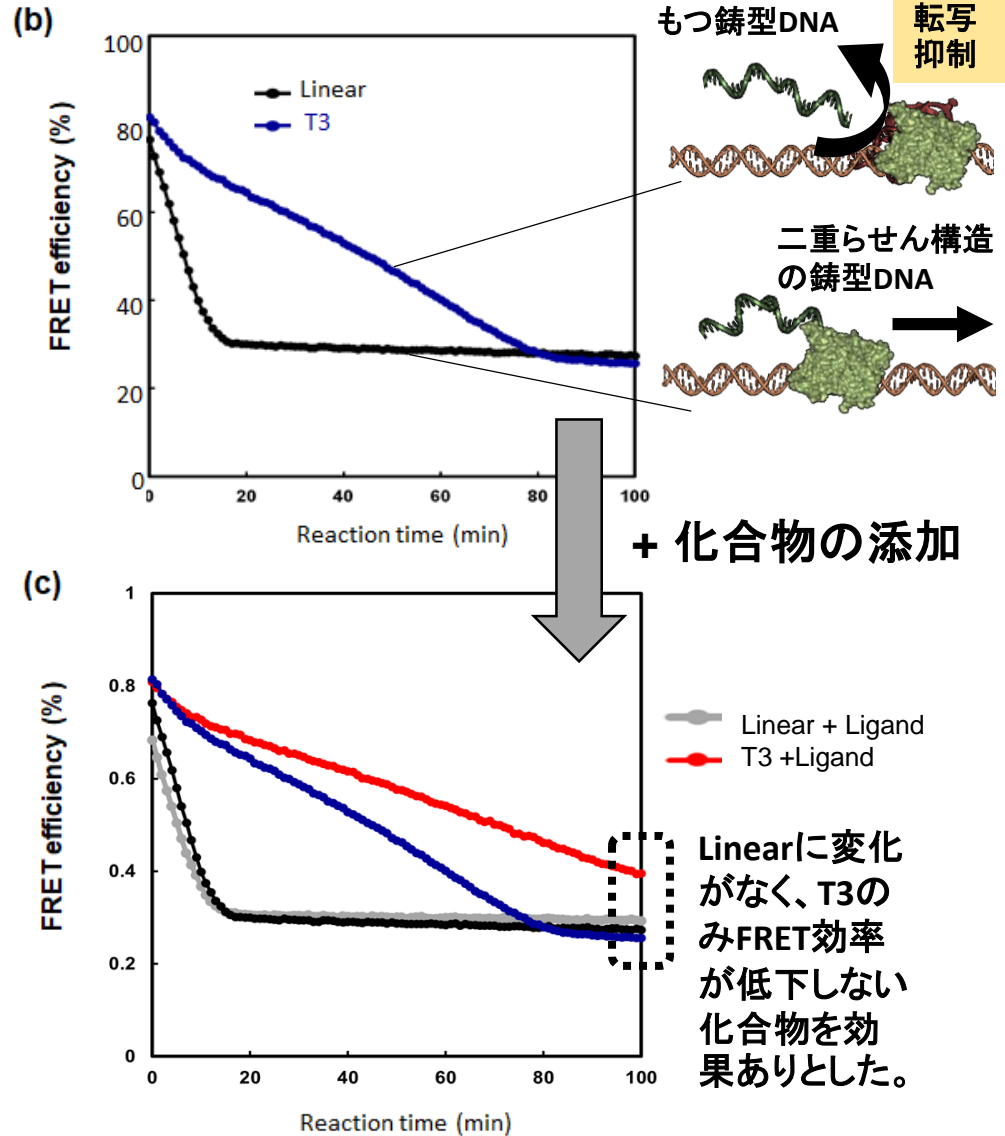 (b)
もつ鋳型DNA
転写
抑制
100
80
60
40
20
0
FRET efficiency (%)
Linear
T3
二重らせん構造
の鋳型DNA
0
20
40
60
80
100
Reaction time (min)
+ 化合物の添加
(c)
1
0.8
0.6
0.4
0.2
0
FRET efficiency (%)
Linear + Ligand
T3 +Ligand
Linearに変化
がなく、T3の
みFRET効率
が低下しない
化合物を効
果ありとした。
0
20
40
60
80
100
Reaction time (min)